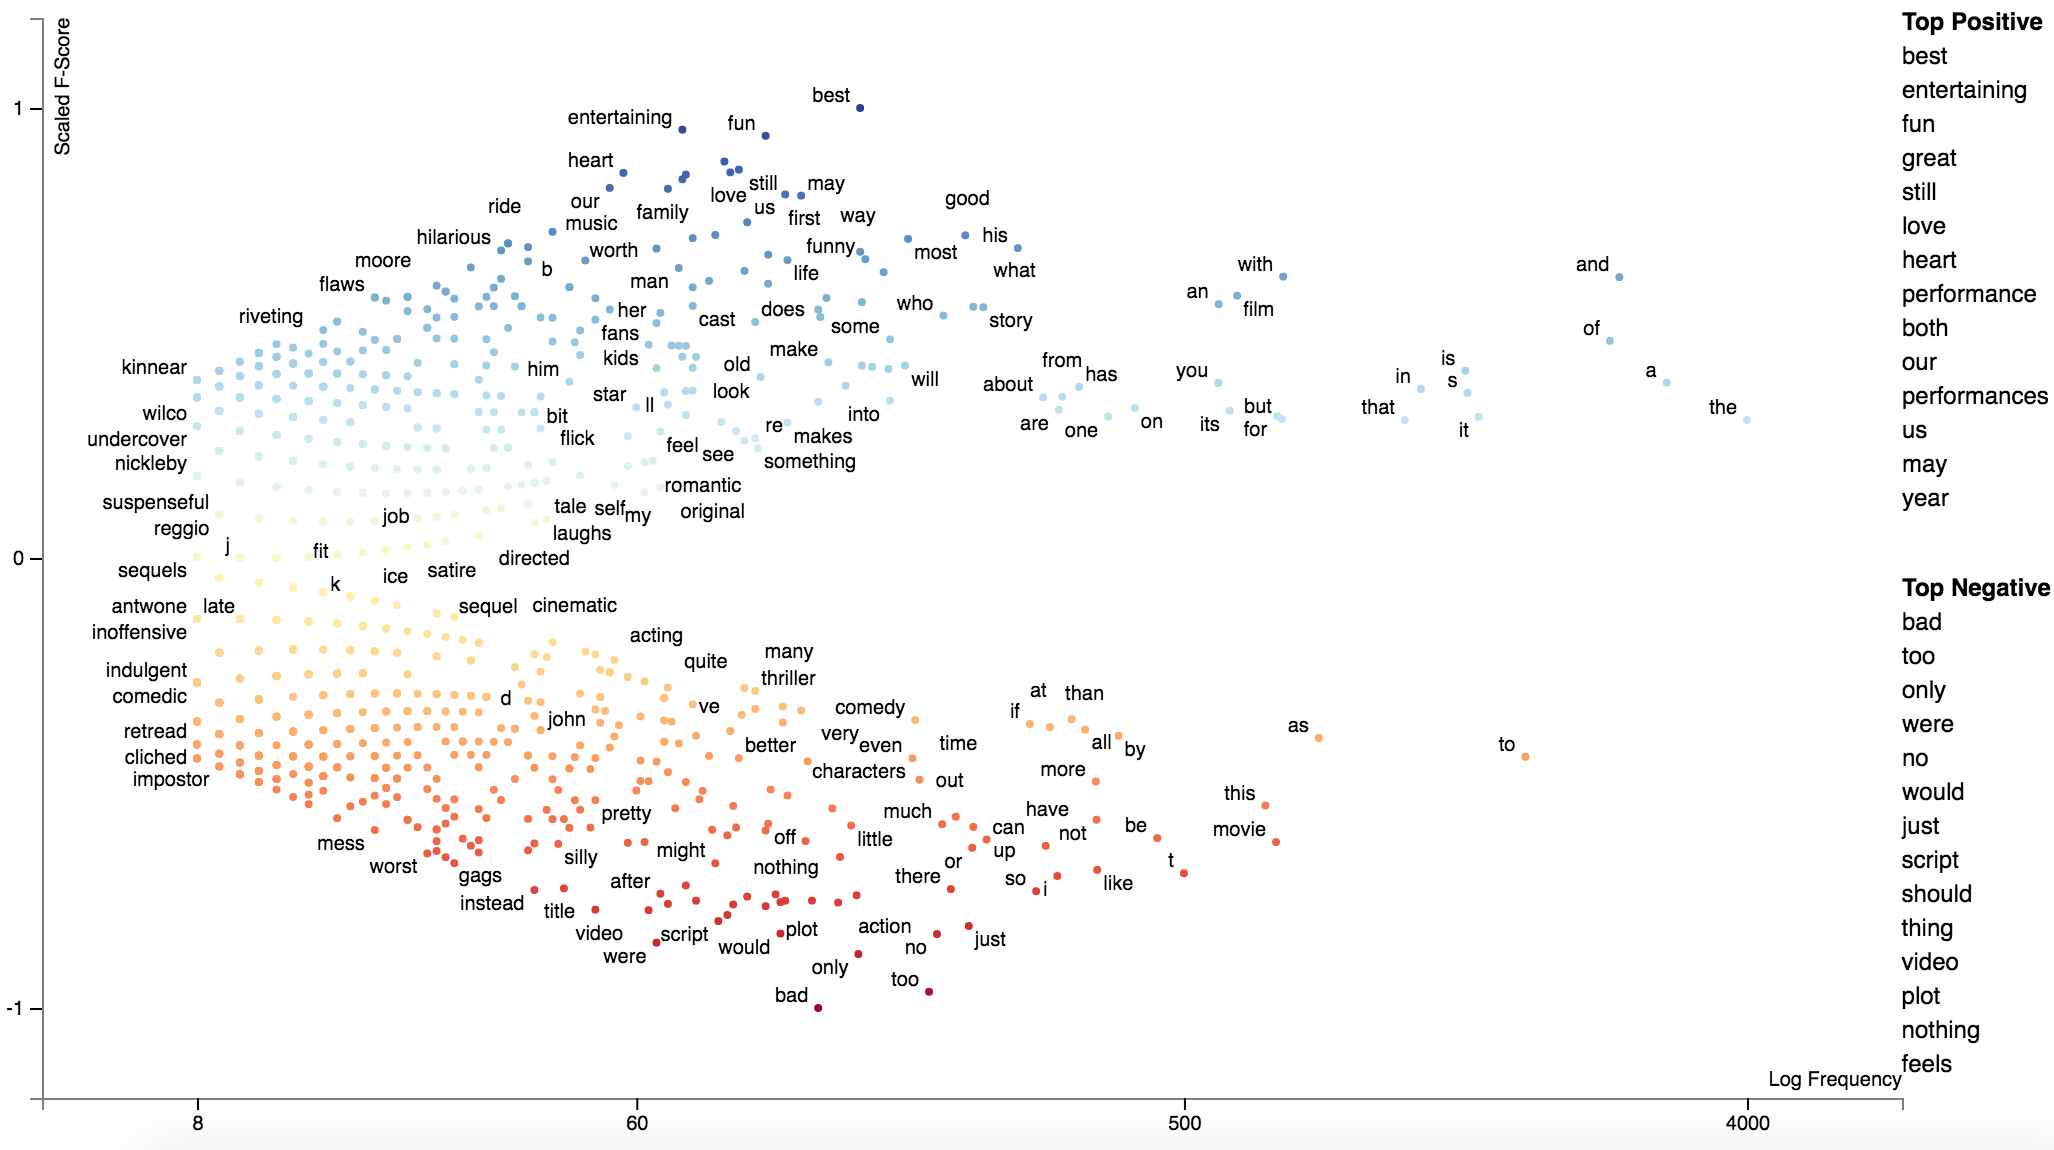 Scaled F-Score
1
0
-1
best
entertaining
fun
heart
still
may
love
our
ride
family
us
good
music
first
way
hilarious
worth
funny
most
his
moore
b
man
life
what
with
and
flaws
an
film
riveting
her
cast
does
who
story
fans
some
of
kinnear
kids
make
from
is
him
old
has
you
in
s
a
star
look
will
about
wilco
bit
ll
into
are
one
on
its
but
for
that
it
the
undercover
flick
re
makes
nickleby
feel
see
something
suspenseful
romantic
reggio
job
tale
self
my
original
j
fit
laughs
sequels
k
ice
satire
directed
antwone
late
sequel
cinematic
inoffensive
acting
indulgent
quite
many
comedic
d
thriller
retread
john
ve
comedy
at
than
cliched
better
very
even
time
if
all
by
as
to
impostor
characters
out
more
this
pretty
much
have
movie
mess
off
little
can
not
be
worst
silly
might
nothing
or
up
t
gags
after
there
so
i
like
instead
title
video
script
plot
action
were
would
no
just
only
too
bad
8
60
500
4000
Log Frequency
Top Positive
best
entertaining
fun
great
still
love
heart
performance
both
our
performances
us
may
year
Top Negative
bad
too
only
were
no
would
just
script
should
thing
video
plot
nothing
feels